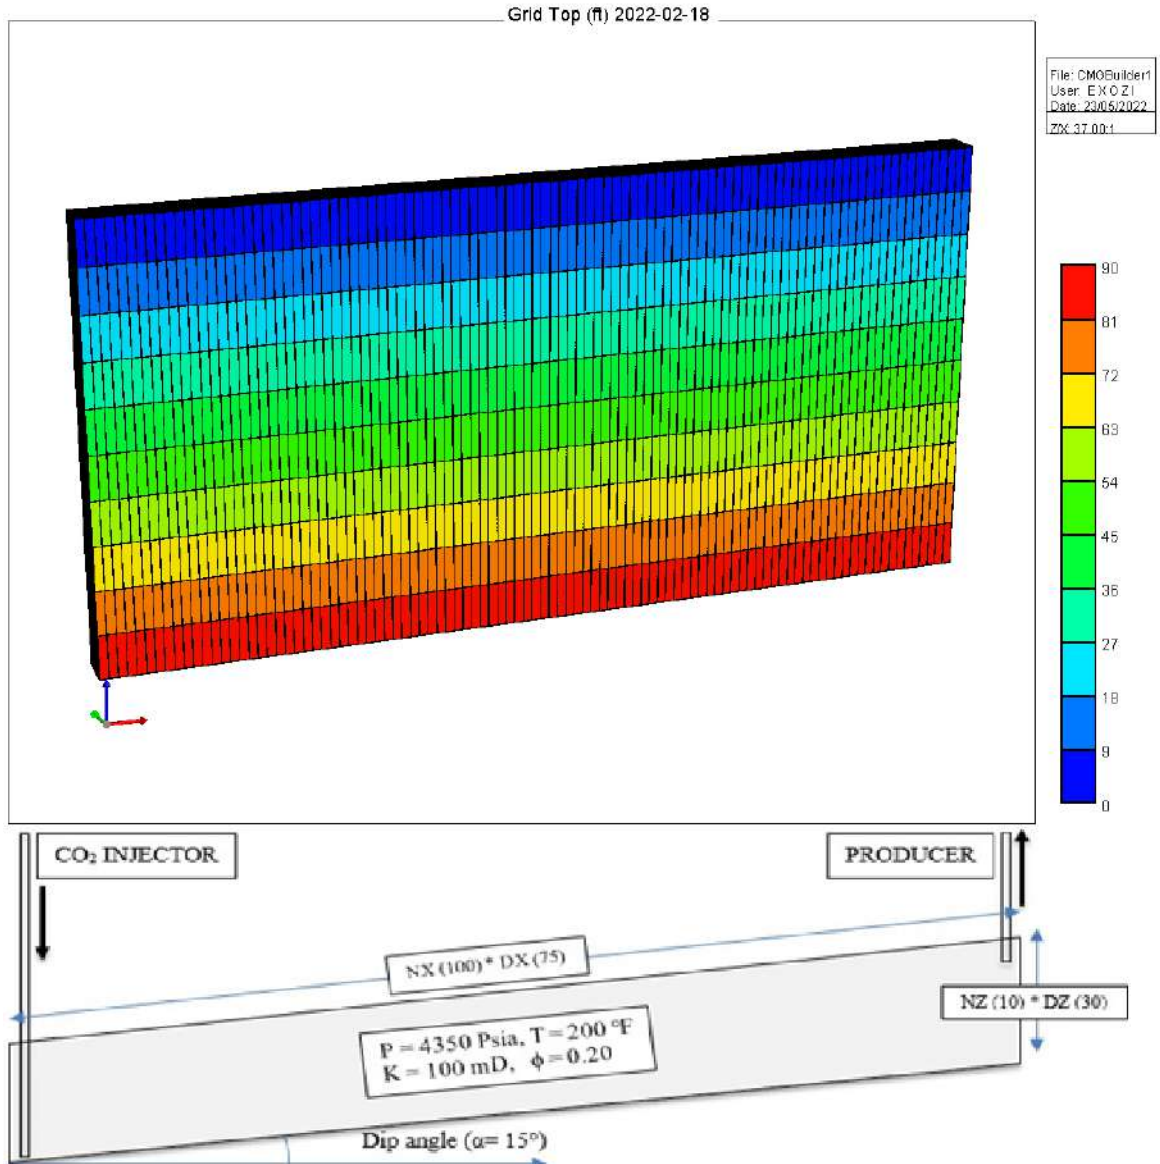 Grid Top (ft) 2022-02-18
File: CMOBuilder1
User: EXOZI
Date: 23/05/2022
Z/X: 37.00:1
90
81
72
63
54
45
36
27
18
9
0
CO₂ INJECTOR
PRODUCER
NX (100) * DX (75)
NZ (10) * DZ (30)
P = 4350 Psia, T = 200 °F
K = 100 mD, ϕ = 0.20
Dip angle (α= 15°)